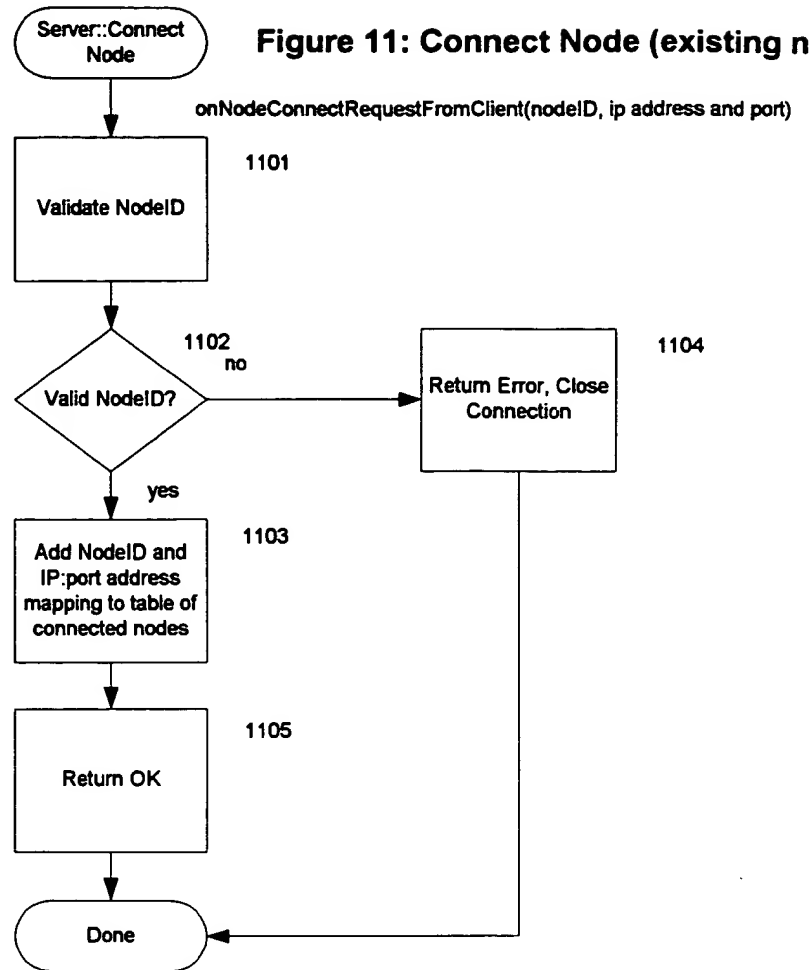 Server::Connect
Node
Figure 11: Connect Node (existing n
onNodeConnectRequestFromClient(nodeID, ip address and port)
1101
Validate NodeID
1102
no
Valid NodeID?
1104
Return Error, Close
Connection
yes
1103
Add NodeID and
IP:port address
mapping to table of
connected nodes
1105
Return OK
Done